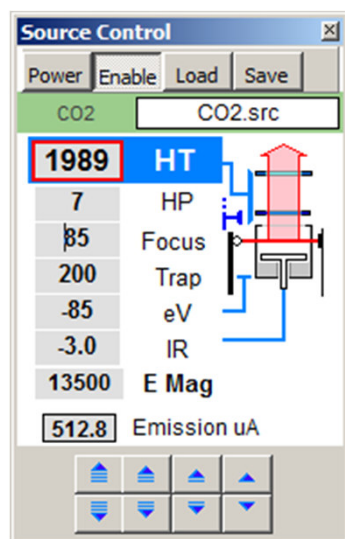 Source Control
Power Enable Load Save
CO2 CO2.src
1989 HT
7 HP
85 Focus
200 Trap
-85 eV
-3.0 IR
13500 E Mag
512.8 Emission uA